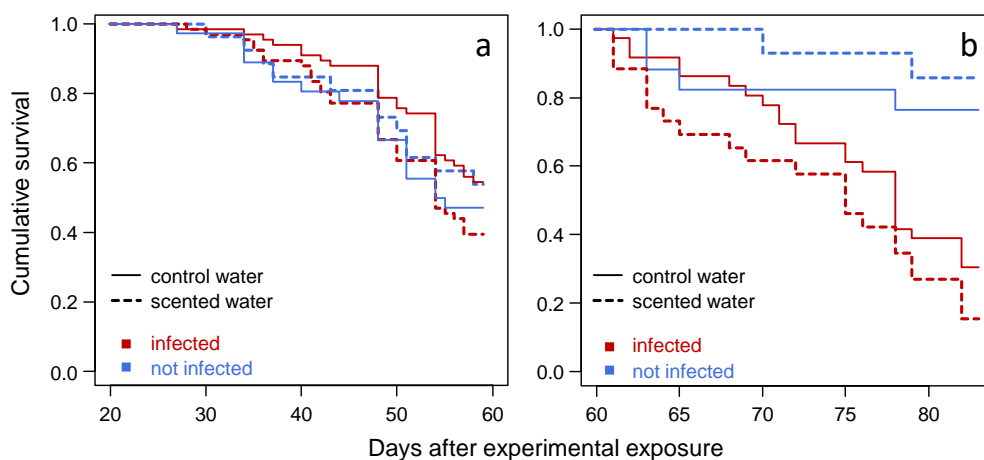 Cumulative survival
1.0
0.8
0.6
0.4
0.2
0.0
a
control water
scented water
infected
not infected
20 30 40 50 60
1.0
0.8
0.6
0.4
0.2
0.0
b
control water
scented water
infected
not infected
60 65 70 75 80
Days after experimental exposure